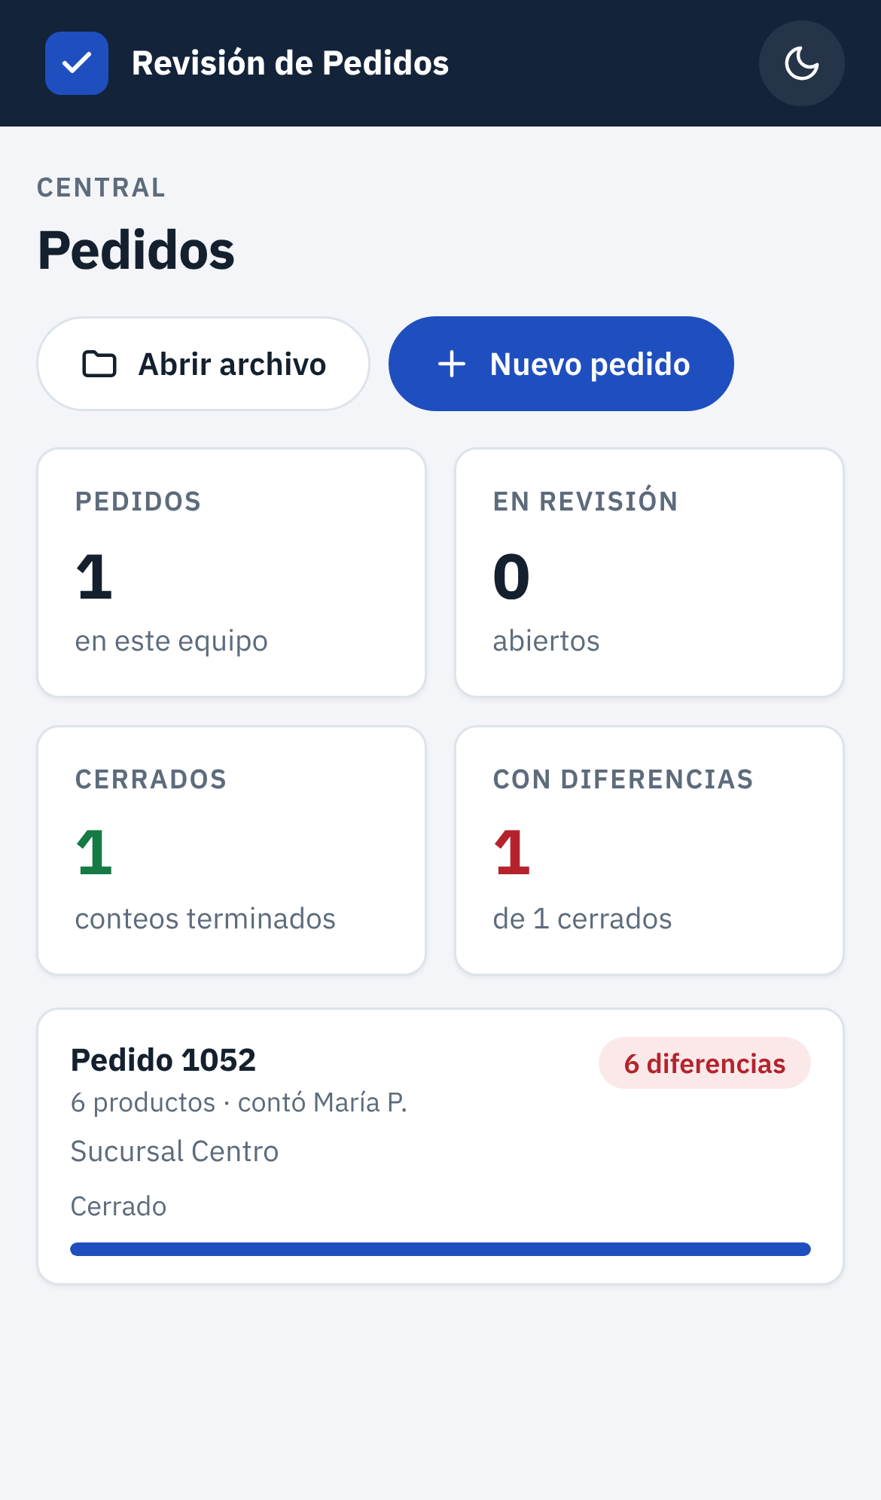 Revisión de Pedidos
CENTRAL
Pedidos
Abrir archivo
Nuevo pedido
PEDIDOS
1
en este equipo
EN REVISIÓN
0
abiertos
CERRADOS
1
conteos terminados
CON DIFERENCIAS
1
de 1 cerrados
Pedido 1052
6 diferencias
6 productos · contó María P.
Sucursal Centro
Cerrado